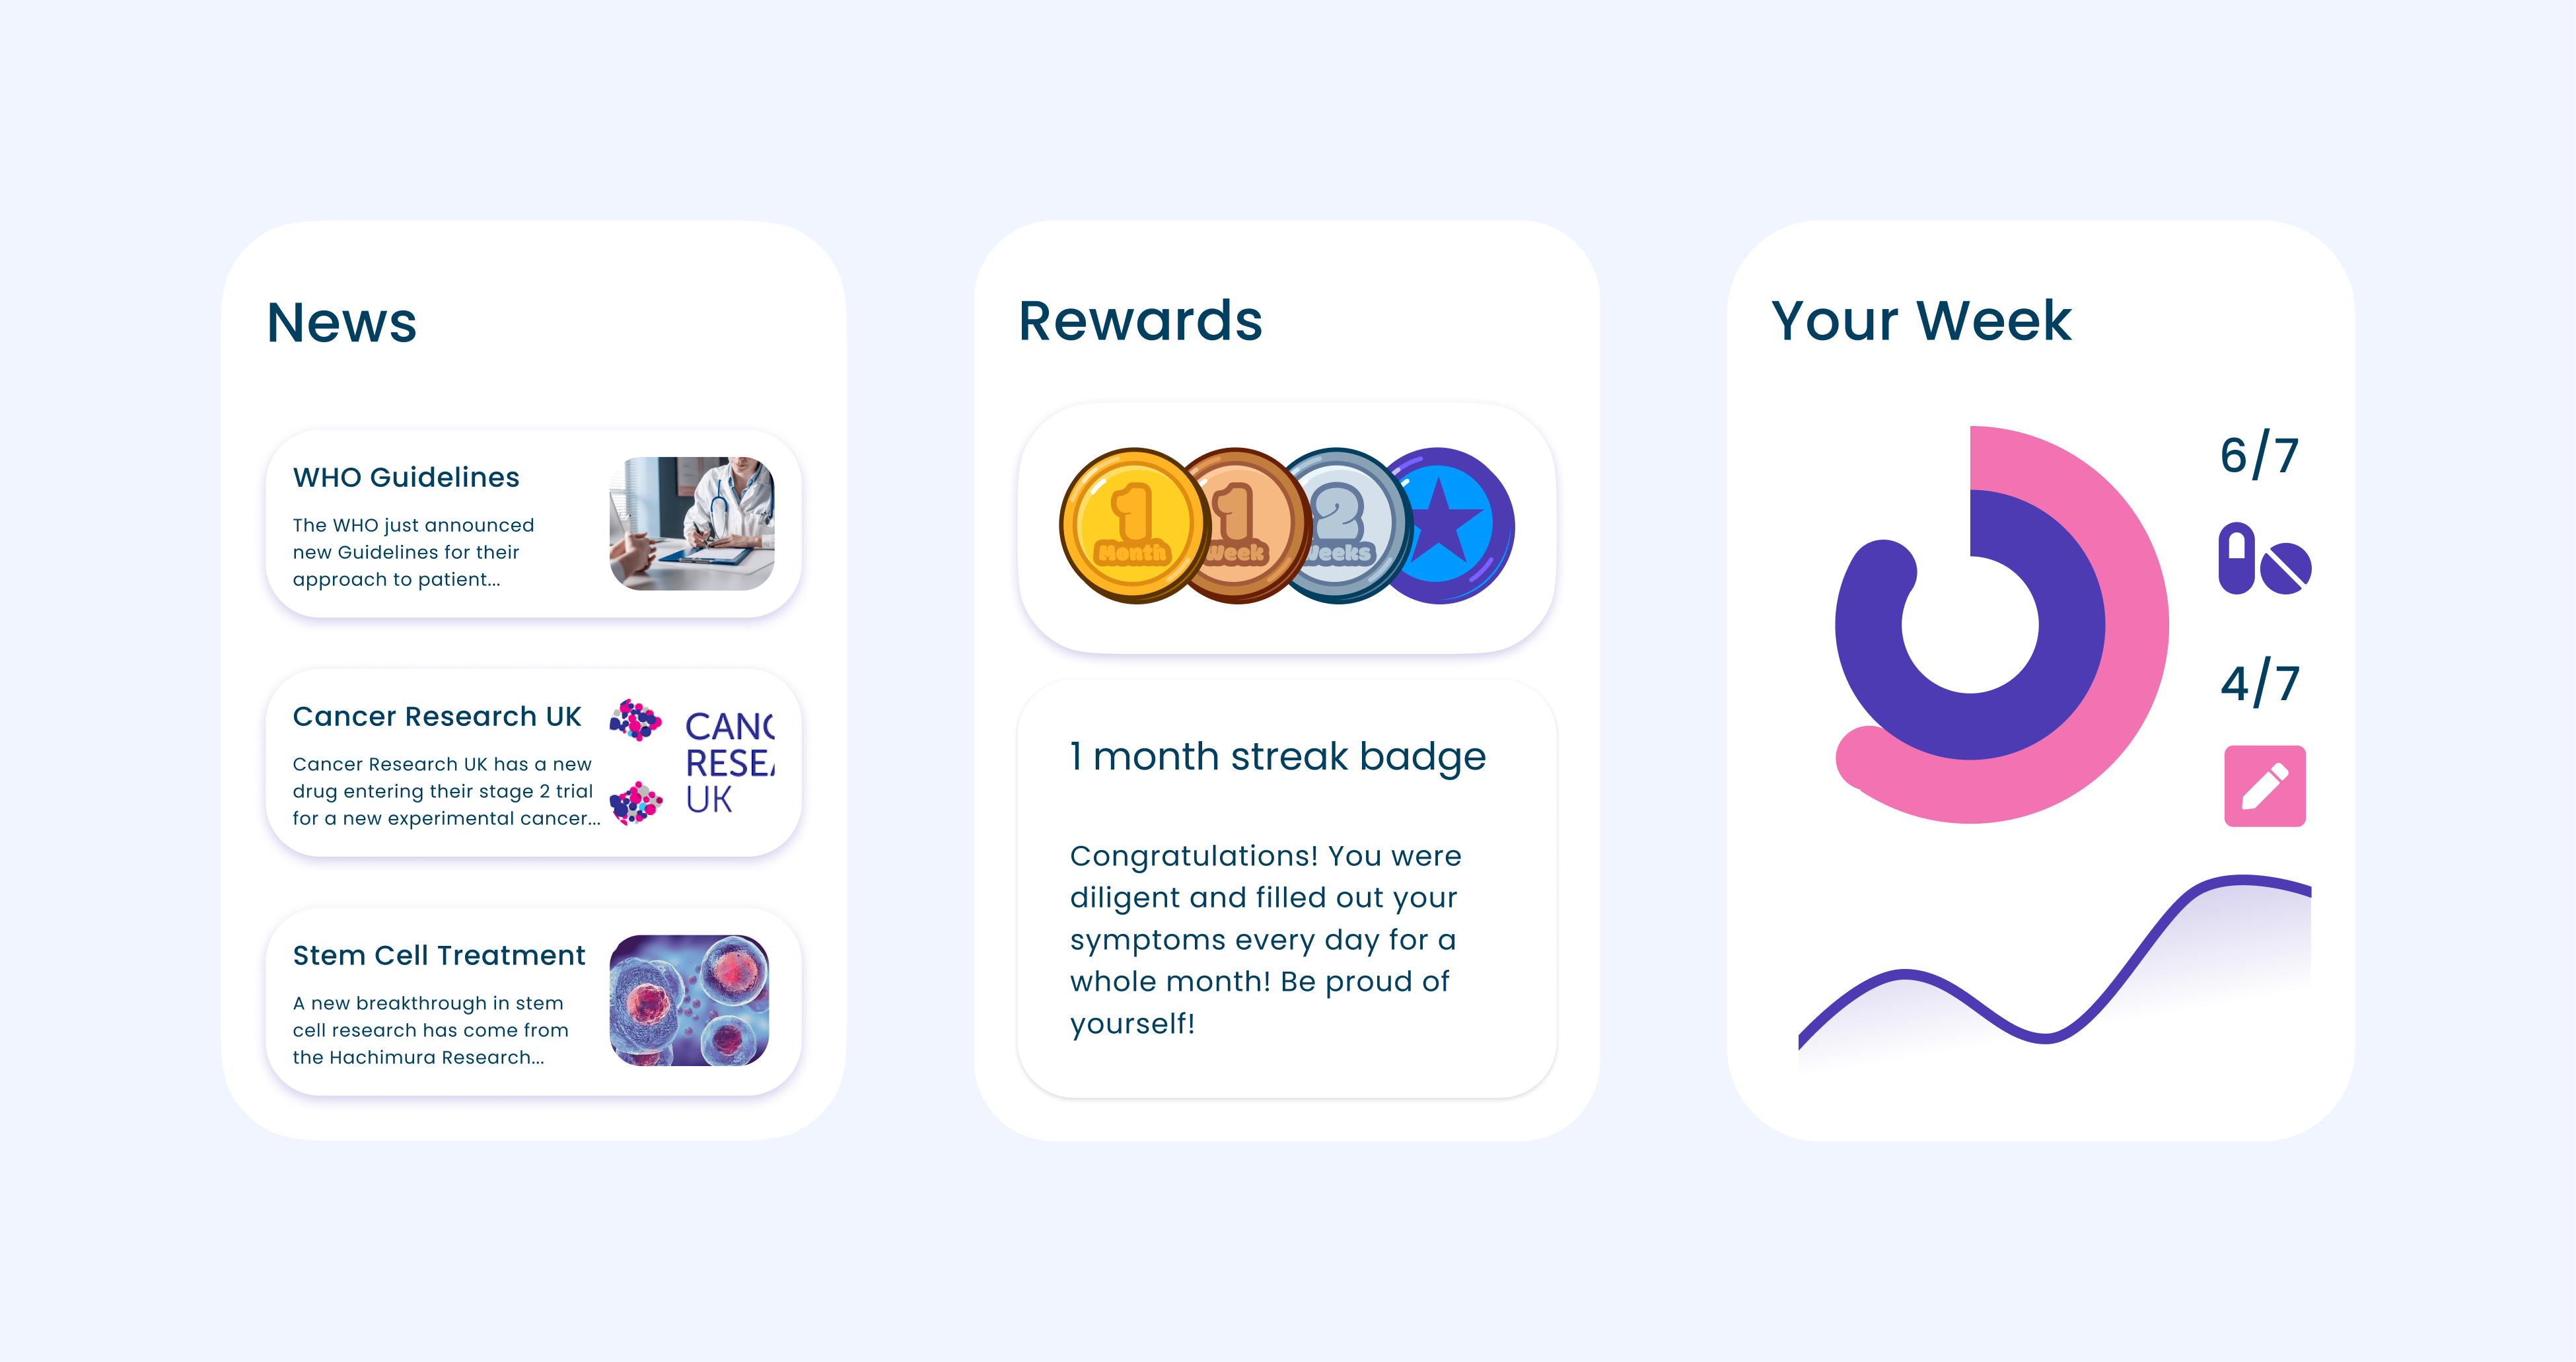 News
WHO Guidelines
The WHO just announced
new Guidelines for their
approach to patient...
Cancer Research UK
Cancer Research UK has a new
drug entering their stage 2 trial
for a new experimental cancer...
CANC
RESEA
UK
Stem Cell Treatment
A new breakthrough in stem
cell research has come from
the Hachimura Research...
Rewards
1
Month
1
Week
2
Weeks
1 month streak badge
Congratulations! You were
diligent and filled out your
symptoms every day for a
whole month! Be proud of
yourself!
Your Week
6/7
4/7